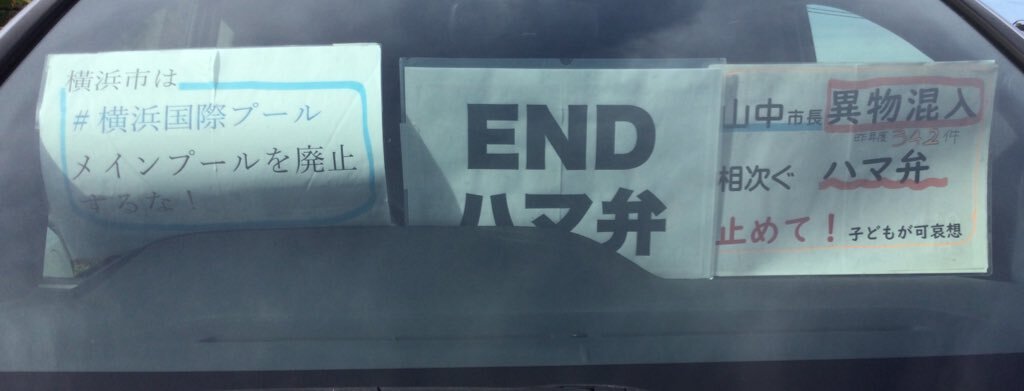 横浜市は
#横浜国際プール
メインプールを廃止
するな!
END
ハマ弁
山中市長異物混入
昨年度342件
相次ぐ ハマ弁
止めて! 子どもが可哀想